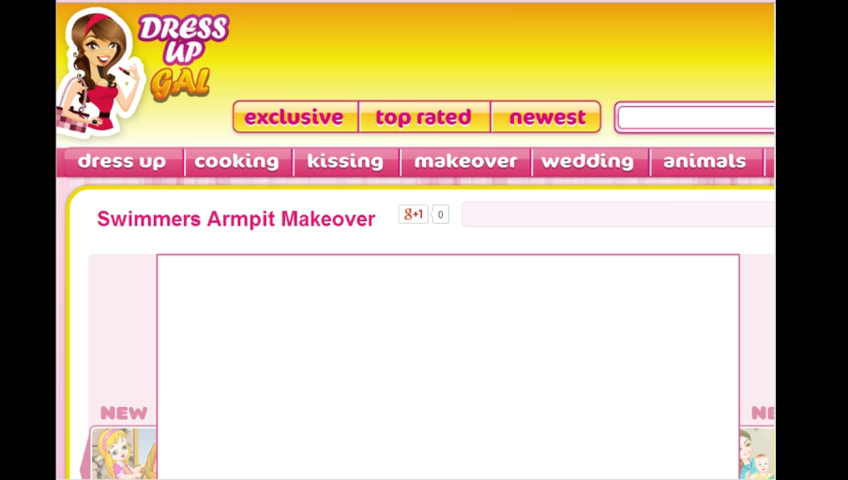 DRESS
UP
GAL
exclusive top rated newest
dress up cooking kissing makeover wedding animals
Swimmers Armpit Makeover g+1 0
NEW NE